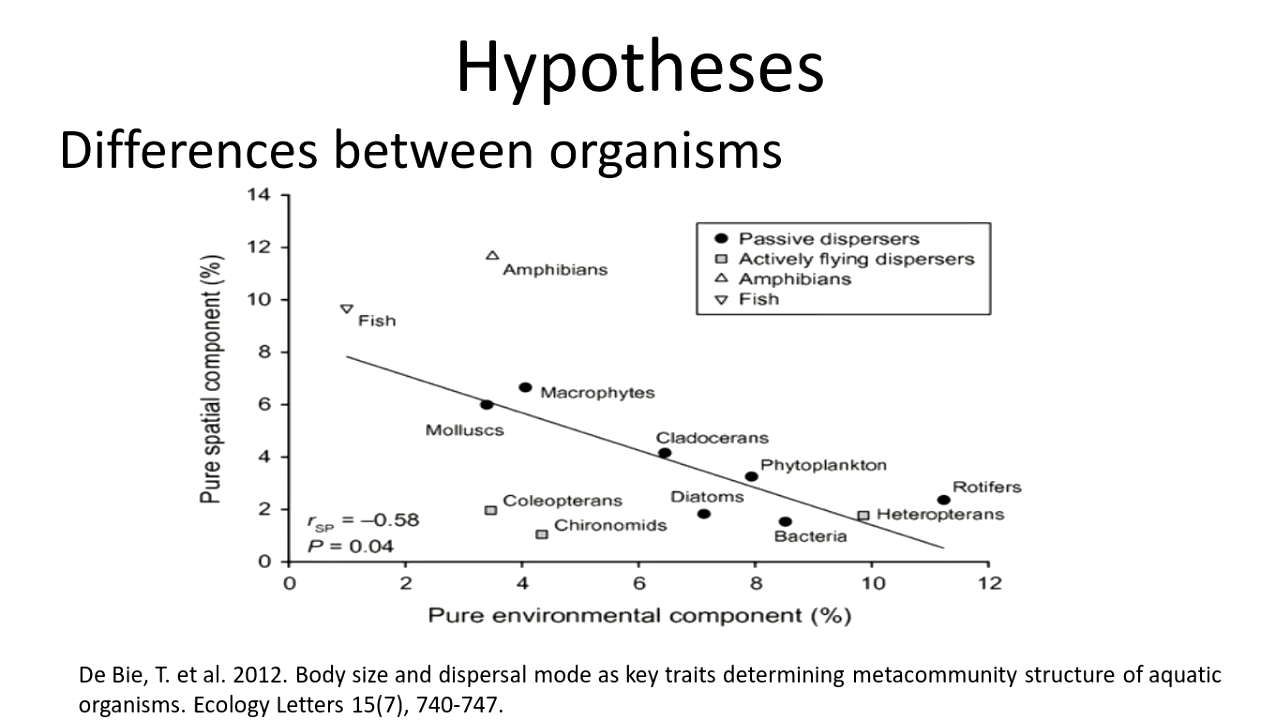 Hypotheses
Differences between organisms
14
12
10
8
6
4
2
0
Pure spatial component (%)
Passive dispersers
Actively flying dispersers
Amphibians
Fish
Amphibians
Fish
Macrophytes
Molluscs
Cladocerans
Phytoplankton
Rotifers
Diatoms
Coleopterans
Heteropterans
Chironomids
Bacteria
rSP = –0.58
P = 0.04
0 2 4 6 8 10 12
Pure environmental component (%)
De Bie, T. et al. 2012. Body size and dispersal mode as key traits determining metacommunity structure of aquatic
organisms. Ecology Letters 15(7), 740-747.